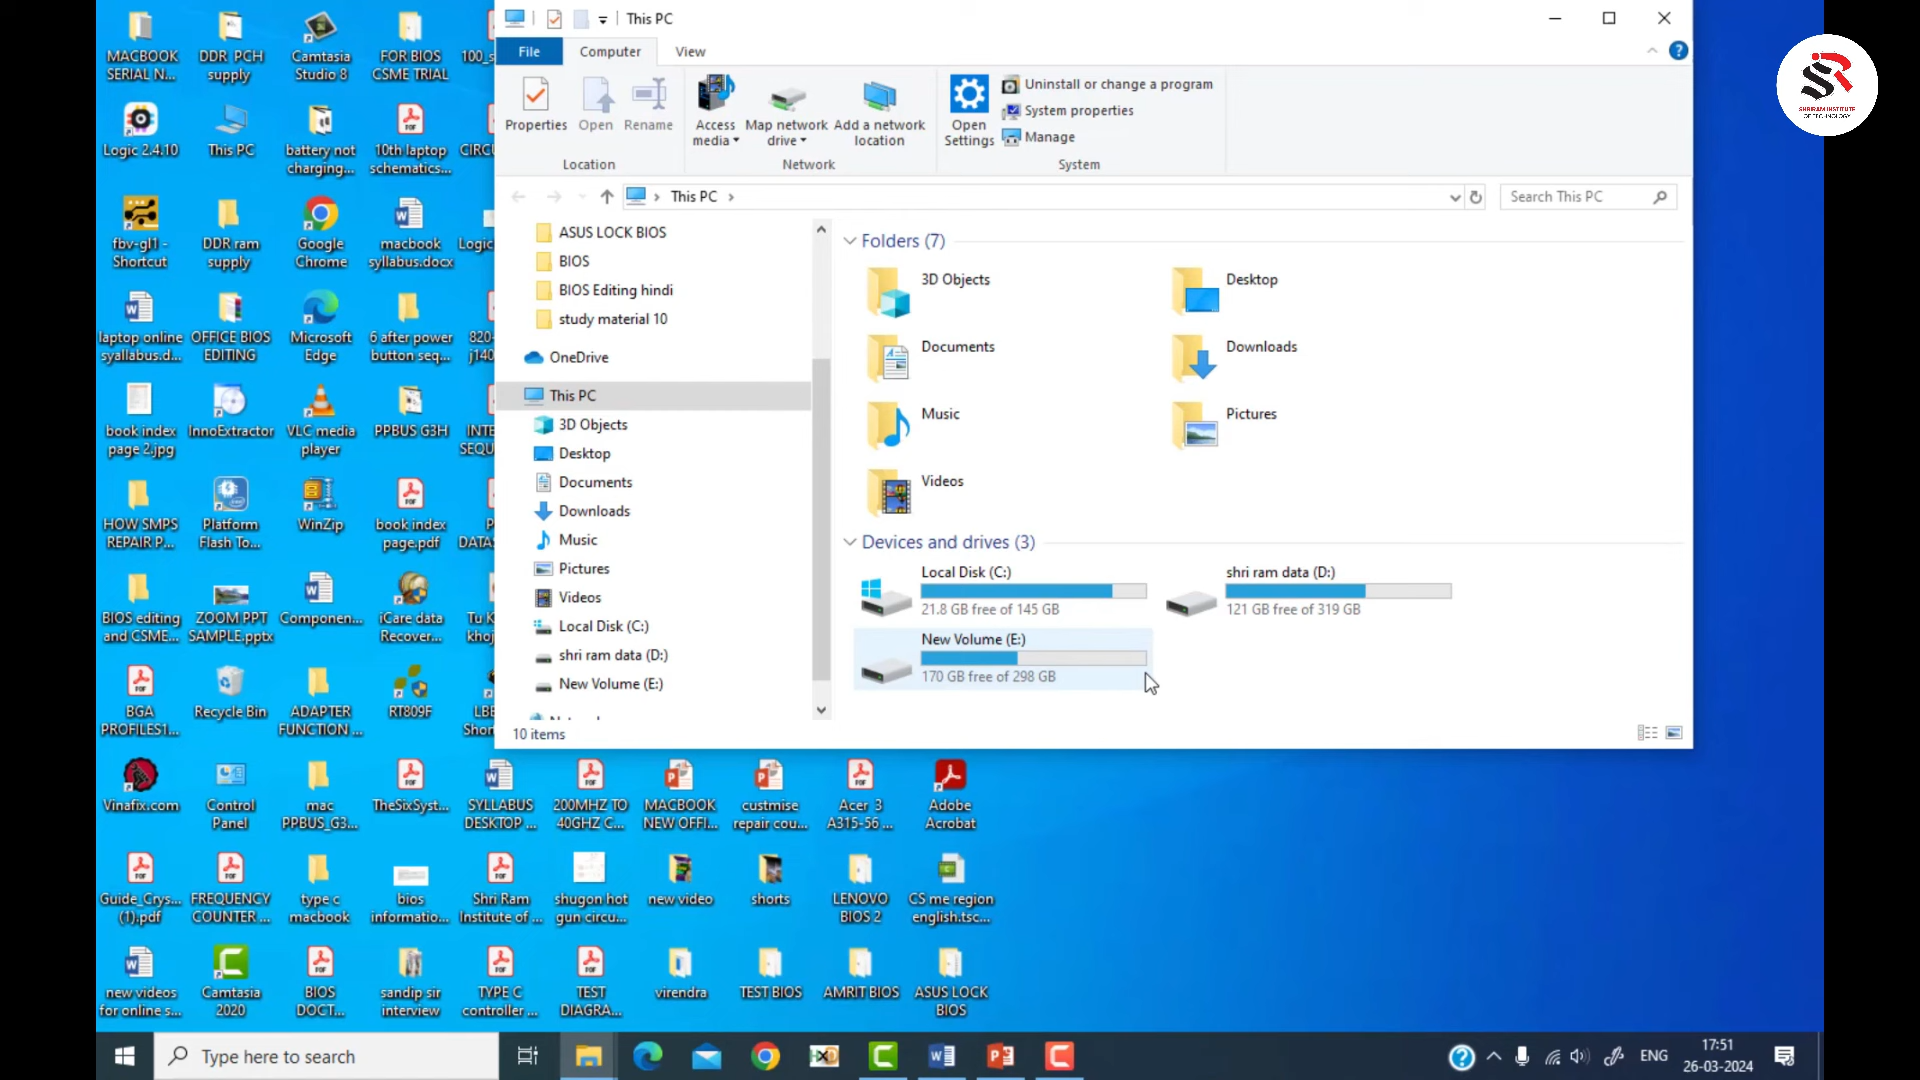 This PC
File
Computer
View
Properties
Open
Rename
Access
media
Map network
drive
Add a network
location
Open
Settings
Uninstall or change a program
System properties
Manage
Location
Network
System
This PC
Search This PC
ASUS LOCK BIOS
BIOS
BIOS Editing hindi
study material 10
OneDrive
This PC
3D Objects
Desktop
Documents
Downloads
Music
Pictures
Videos
Local Disk (C:)
shri ram data (D:)
New Volume (E:)
Folders (7)
3D Objects
Desktop
Documents
Downloads
Music
Pictures
Videos
Devices and drives (3)
Local Disk (C:)
21.8 GB free of 145 GB
shri ram data (D:)
121 GB free of 319 GB
New Volume (E:)
170 GB free of 298 GB
10 items
MACBOOK
SERIAL N...
DDR PCH
supply
Camtasia
Studio 8
FOR BIOS
CSME TRIAL
Logic 2.4.10
This PC
battery not
charging...
10th laptop
schematics...
fbv-gl1 -
Shortcut
DDR ram
supply
Google
Chrome
macbook
syllabus.docx
laptop online
syallabus.d...
OFFICE BIOS
EDITING
Microsoft
Edge
6 after power
button seq...
book index
page 2.jpg
InnoExtractor
VLC media
player
PPBUS G3H
HOW SMPS
REPAIR P...
Platform
Flash To...
WinZip
book index
page.pdf
BIOS editing
and CSME...
ZOOM PPT
SAMPLE.pptx
Componen...
iCare data
Recover...
BGA
PROFILES1...
Recycle Bin
ADAPTER
FUNCTION ...
RT809F
Vinafix.com
Control
Panel
mac
PPBUS_G3...
TheSixSyst...
SYLLABUS
DESKTOP ...
200MHZ TO
40GHZ C...
MACBOOK
NEW OFFI...
custmise
repair cou...
Acer 3
A315-56 ...
Adobe
Acrobat
Guide_Crys...
(1).pdf
FREQUENCY
COUNTER ...
type c
macbook
bios
informatio...
Shri Ram
Institute of ...
shugon hot
gun circu...
new video
shorts
LENOVO
BIOS 2
CS me region
english.tsc...
new videos
for online s...
Camtasia
2020
BIOS
DOCT...
sandip sir
interview
TYPE C
controller ...
TEST
DIAGRA...
virendra
TEST BIOS
AMRIT BIOS
ASUS LOCK
BIOS
Type here to search
ENG
17:51
26-03-2024
SHRI RAM INSTITUTE
OF TECHNOLOGY